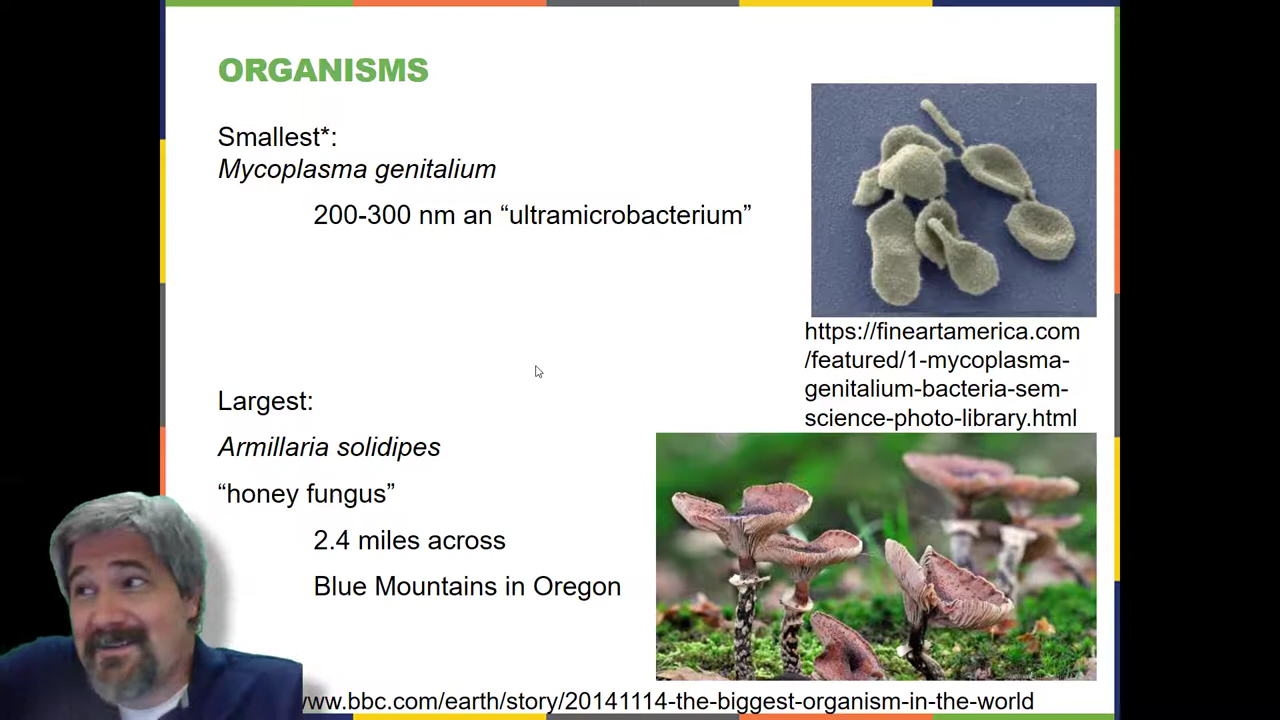 ORGANISMS
Smallest*:
Mycoplasma genitalium
200-300 nm an “ultramicrobacterium”
https://fineartamerica.com
/featured/1-mycoplasma-
genitalium-bacteria-sem-
science-photo-library.html
Largest:
Armillaria solidipes
“honey fungus”
2.4 miles across
Blue Mountains in Oregon
www.bbc.com/earth/story/20141114-the-biggest-organism-in-the-world